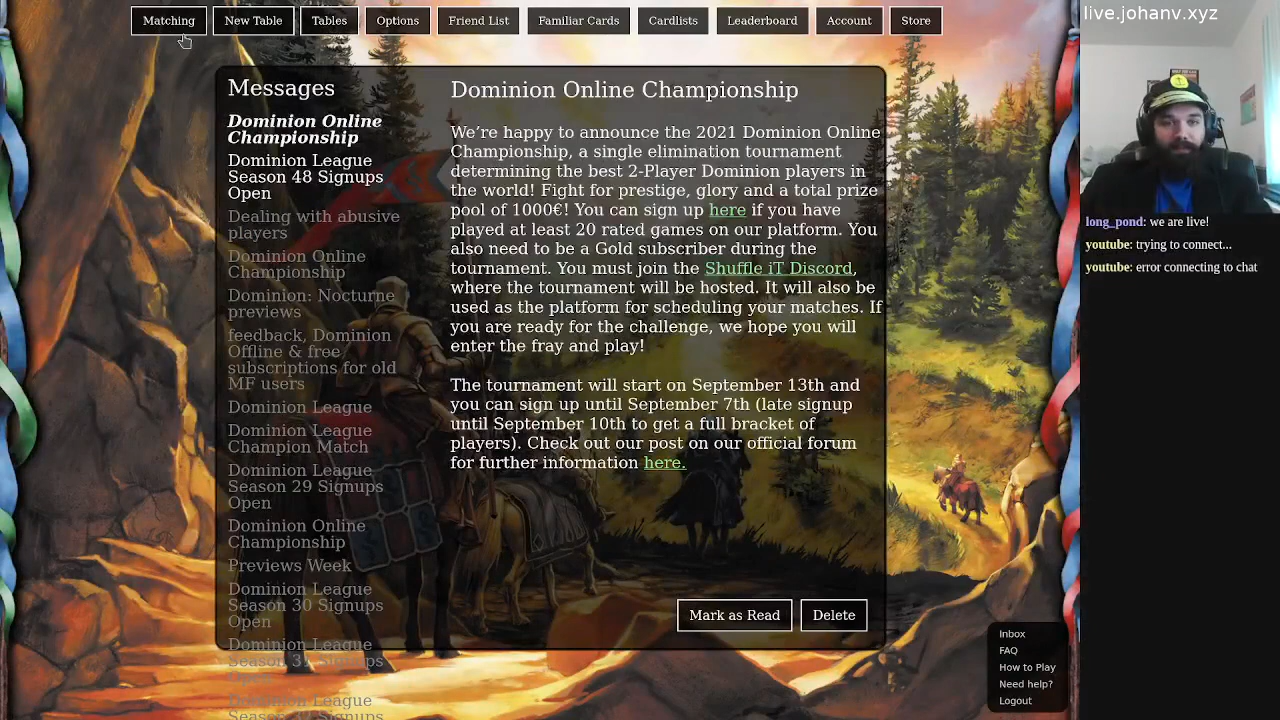 Matching
New Table
Tables
Options
Friend List
Familiar Cards
Cardlists
Leaderboard
Account
Store
live.johanv.xyz
Messages
Dominion Online
Championship
Dominion League
Season 48 Signups
Open
Dealing with abusive
players
Dominion Online
Championship
Dominion: Nocturne
previews
feedback, Dominion
Offline & free
subscriptions for old
MF users
Dominion League
Dominion League
Champion Match
Dominion League
Season 29 Signups
Open
Dominion Online
Championship
Previews Week
Dominion League
Season 30 Signups
Open
Dominion League
Season 37 Signups
Open
Dominion League
Signups
Dominion Online Championship
We're happy to announce the 2021 Dominion Online
Championship, a single elimination tournament
determining the best 2-Player Dominion players in
the world! Fight for prestige, glory and a total prize
pool of 1000€! You can sign up here if you have
played at least 20 rated games on our platform. You
also need to be a Gold subscriber during the
tournament. You must join the Shuffle iT Discord,
where the tournament will be hosted. It will also be
used as the platform for scheduling your matches. If
you are ready for the challenge, we hope you will
enter the fray and play!
The tournament will start on September 13th and
you can sign up until September 7th (late signup
until September 10th to get a full bracket of
players). Check out our post on our official forum
for further information here.
Mark as Read
Delete
long_pond: we are live!
youtube: trying to connect...
youtube: error connecting to chat
Inbox
FAQ
How to Play
Need help?
Logout